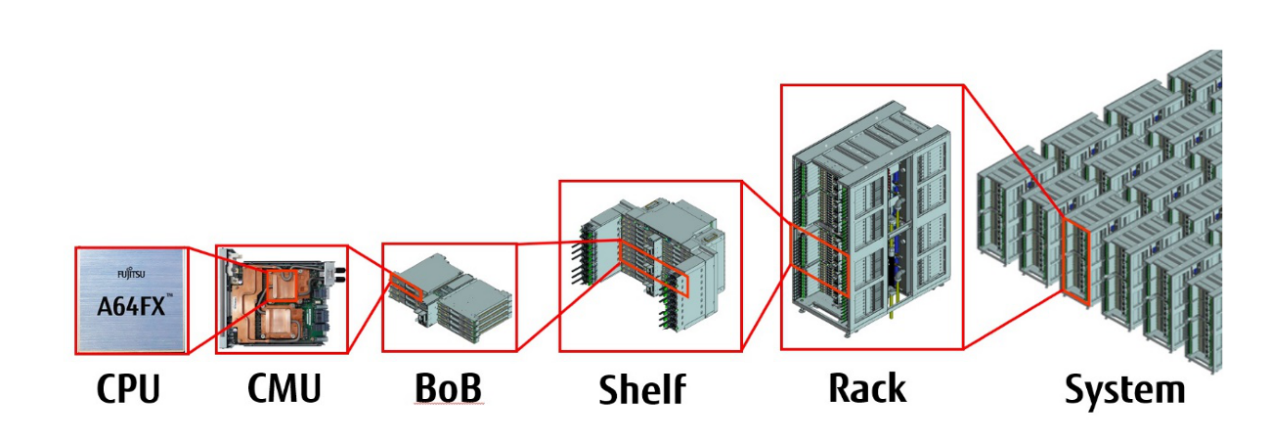 FUJITSU
A64FX™
CPU
CMU
BoB
Shelf
Rack
System